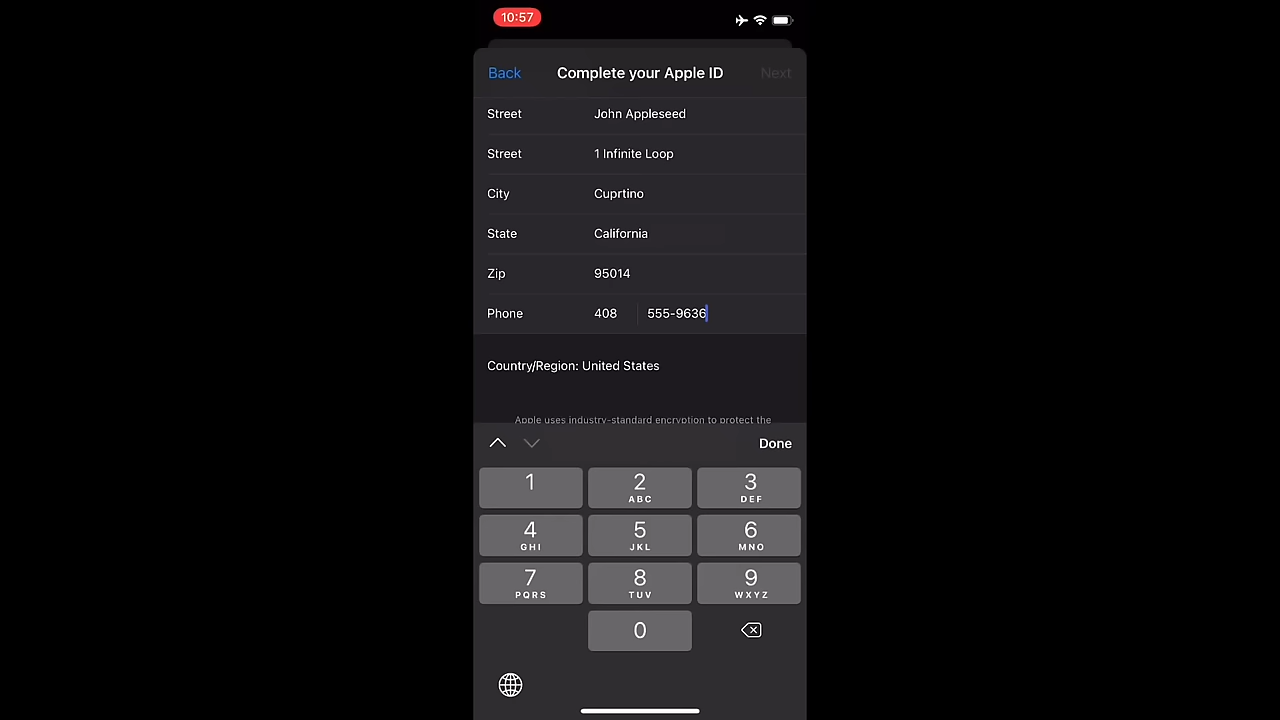 10:57
Back Complete your Apple ID Next
Street John Appleseed
Street 1 Infinite Loop
City Cuprtino
State California
Zip 95014
Phone 408 555-9636
Country/Region: United States
Apple uses industry-standard encryption to protect the
Done
1 2 3
ABC DEF
4 5 6
GHI JKL MNO
7 8 9
PQRS TUV WXYZ
0